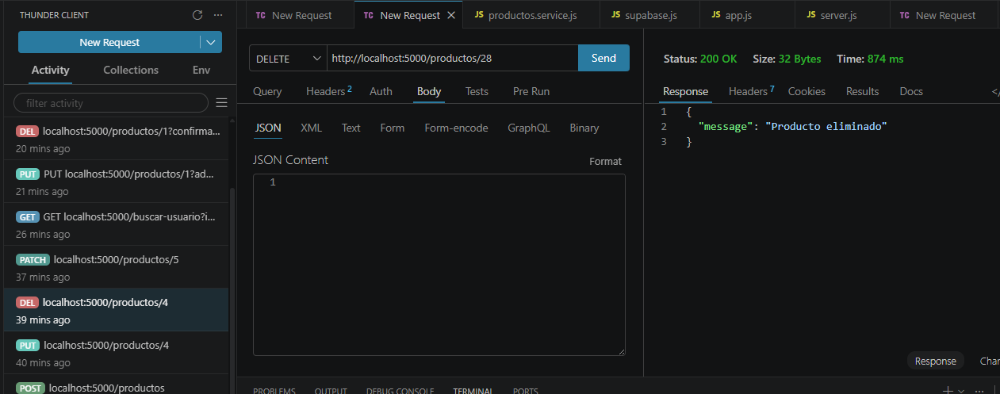 THUNDER CLIENT
New Request
Activity Collections Env
filter activity
DEL localhost:5000/productos/1?confirma...
20 mins ago
PUT PUT localhost:5000/productos/1?ad...
21 mins ago
GET GET localhost:5000/buscar-usuario?i...
26 mins ago
PATCH localhost:5000/productos/5
37 mins ago
DEL localhost:5000/productos/4
39 mins ago
PUT localhost:5000/productos/4
40 mins ago
POST localhost:5000/productos
TC New Request TC New Request JS productos.service.js JS supabase.js JS app.js JS server.js TC New Request
DELETE http://localhost:5000/productos/28 Send
Query Headers 2 Auth Body Tests Pre Run
JSON XML Text Form Form-encode GraphQL Binary
JSON Content Format
1
Status: 200 OK Size: 32 Bytes Time: 874 ms
Response Headers 7 Cookies Results Docs
1 {
2 "message": "Producto eliminado"
3 }
Response Char
PROBLEMS OUTPUT DEBUG CONSOLE TERMINAL PORTS